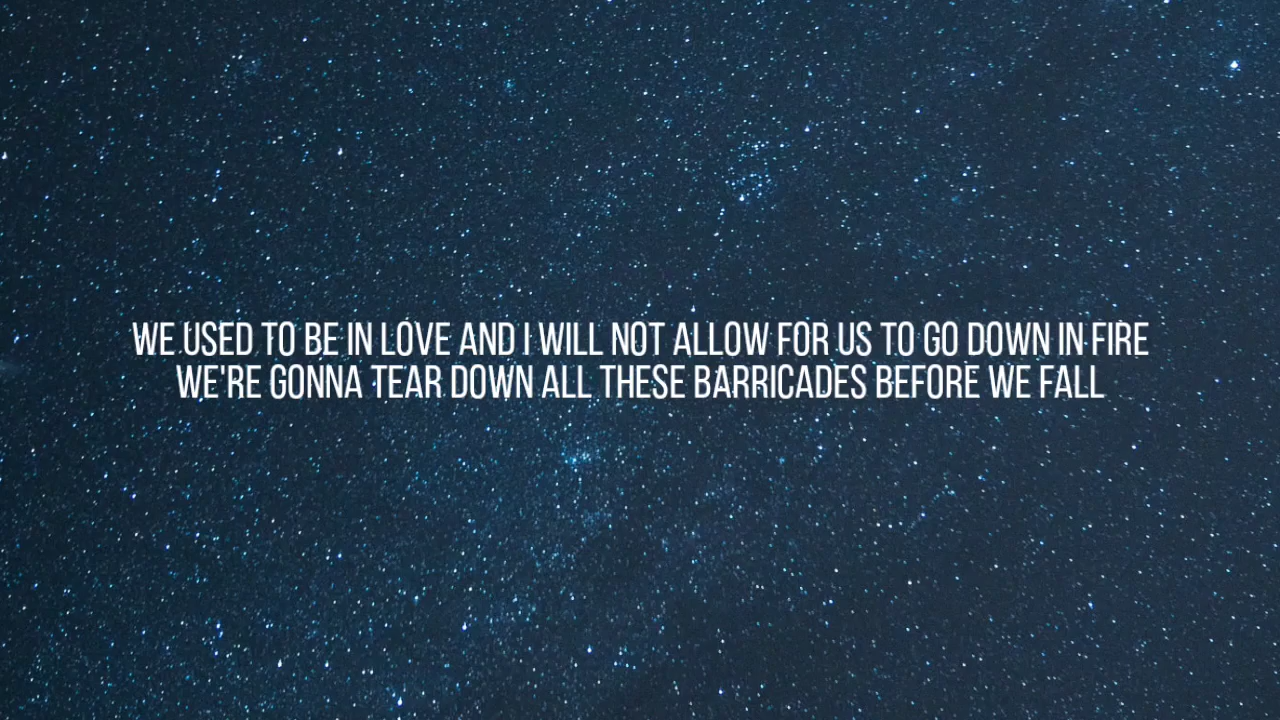 WE USED TO BE IN LOVE AND I WILL NOT ALLOW FOR US TO GO DOWN IN FIRE
WE'RE GONNA TEAR DOWN ALL THESE BARRICADES BEFORE WE FALL